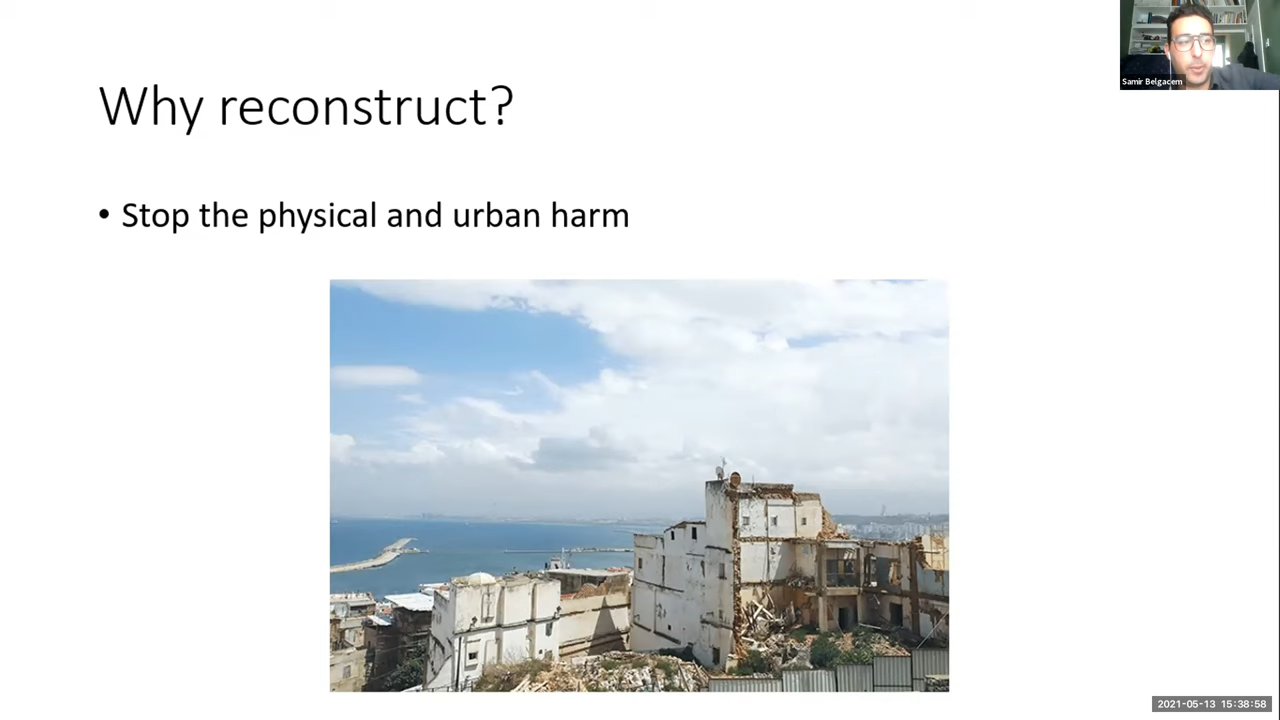 Samir Belgacem
Why reconstruct?
• Stop the physical and urban harm
2021-05-13 15:38:58